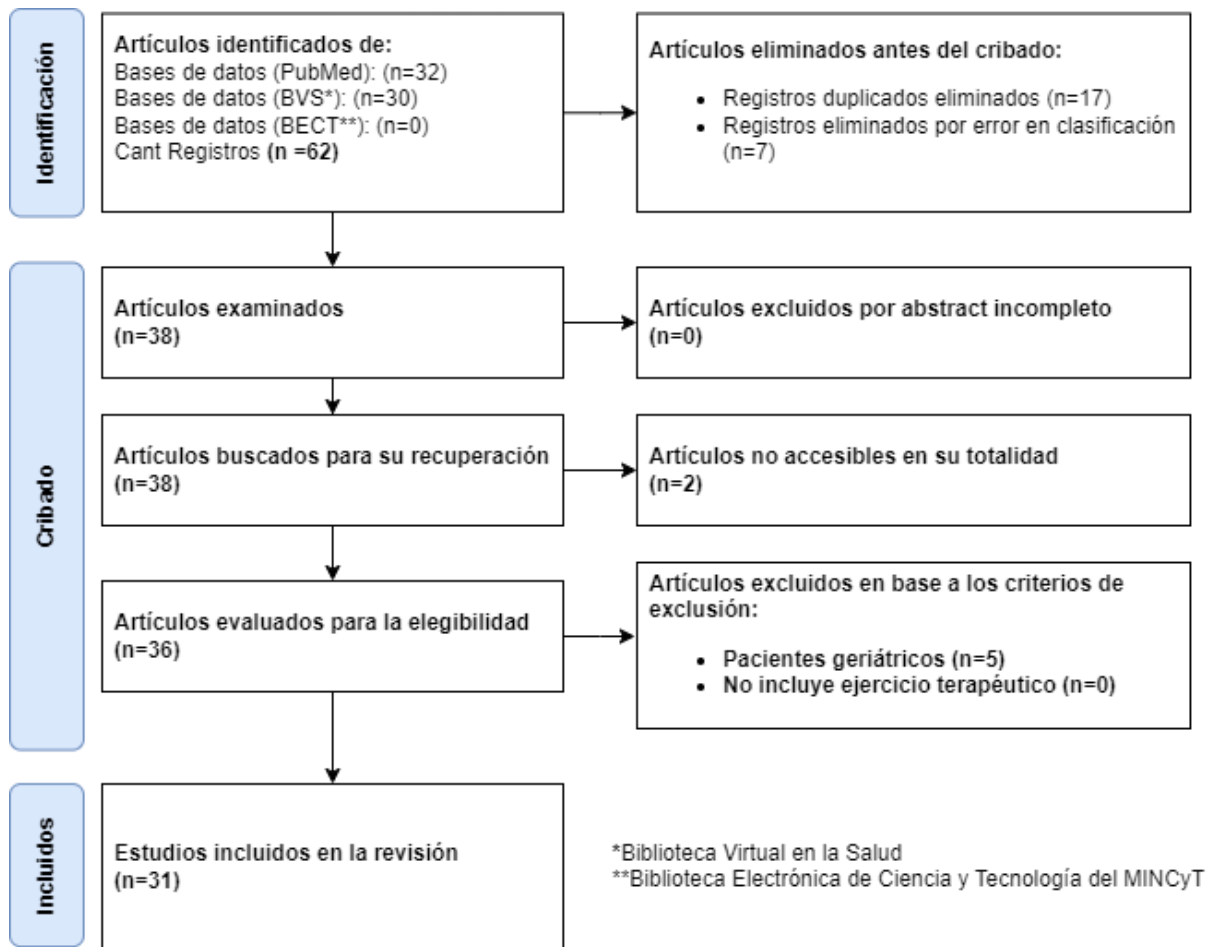 Identificación
Artículos identificados de:
Bases de datos (PubMed): (n=32)
Bases de datos (BVS*): (n=30)
Bases de datos (BECT**): (n=0)
Cant Registros (n =62)
Artículos eliminados antes del cribado:
• Registros duplicados eliminados (n=17)
• Registros eliminados por error en clasificación
(n=7)
Cribado
Artículos examinados
(n=38)
Artículos excluidos por abstract incompleto
(n=0)
Artículos buscados para su recuperación
(n=38)
Artículos no accesibles en su totalidad
(n=2)
Artículos evaluados para la elegibilidad
(n=36)
Artículos excluidos en base a los criterios de
exclusión:
• Pacientes geriátricos (n=5)
• No incluye ejercicio terapéutico (n=0)
Incluidos
Estudios incluidos en la revisión
(n=31)
*Biblioteca Virtual en la Salud
**Biblioteca Electrónica de Ciencia y Tecnología del MINCyT